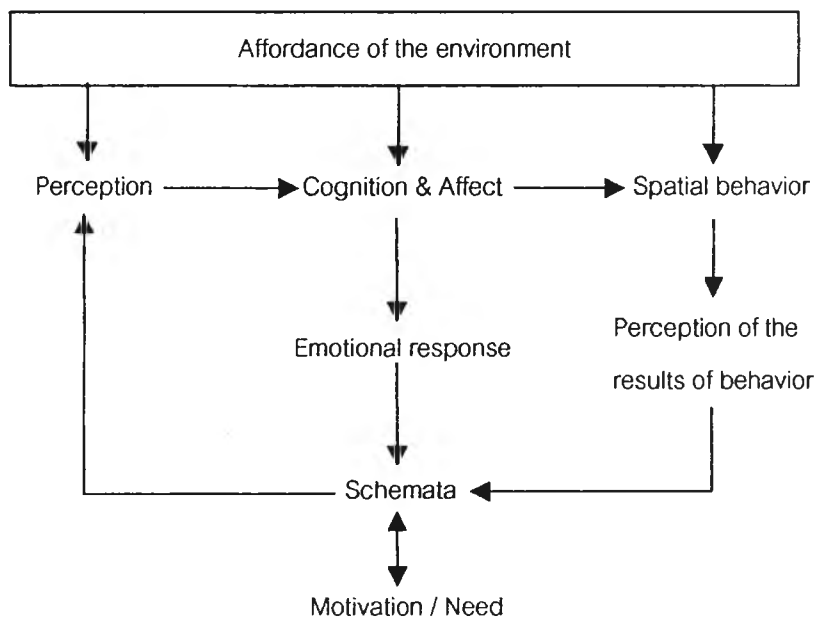 Affordance of the environment
Perception
Cognition & Affect
Spatial behavior
Emotional response
Perception of the
results of behavior
Schemata
Motivation / Need